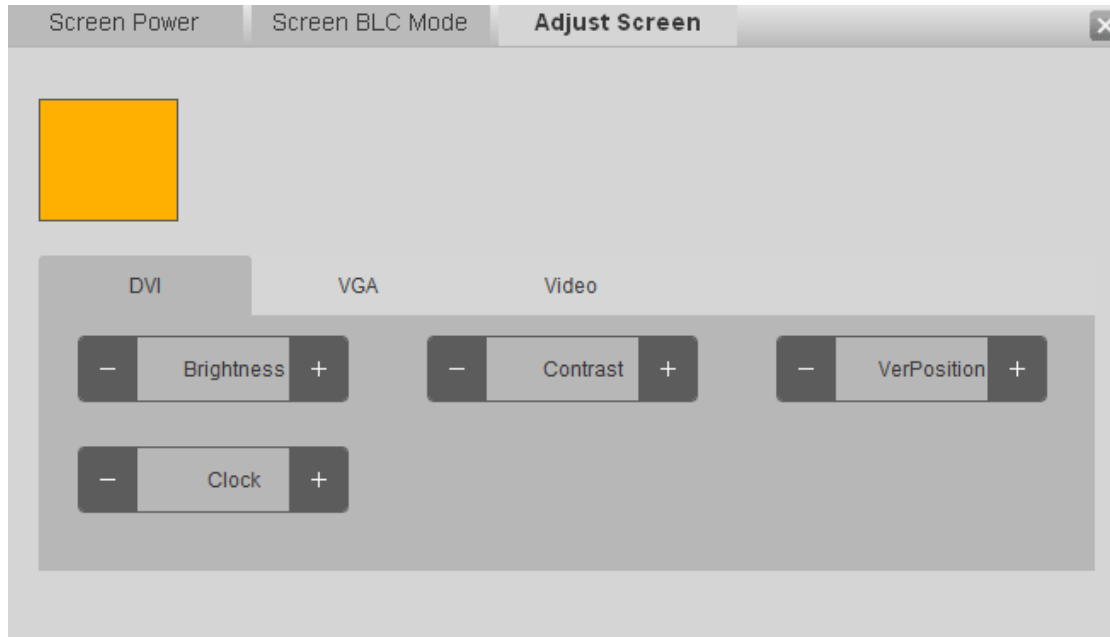 Screen Power Screen BLC Mode Adjust Screen
DVI VGA Video
− Brightness + − Contrast + − VerPosition +
− Clock +